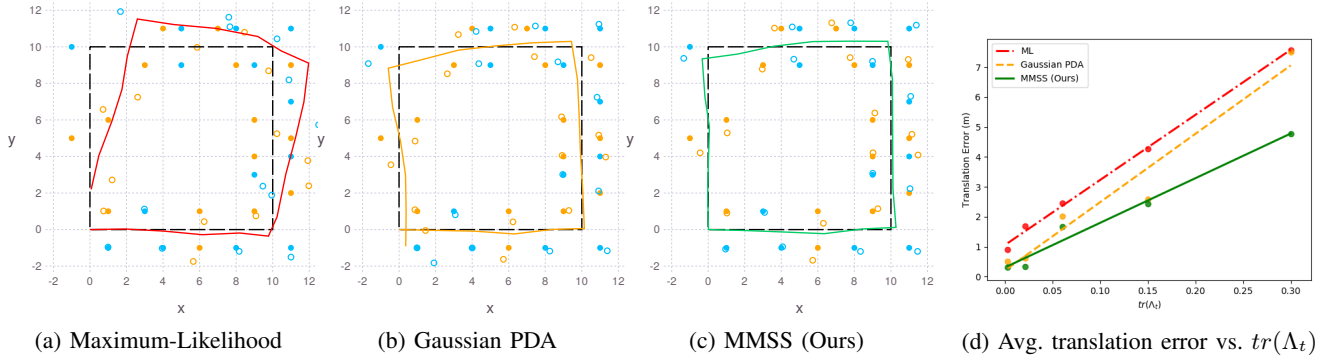 12
10
8
6
4
2
0
-2
y
-2 0 2 4 6 8 10 12
x
(a) Maximum-Likelihood
12
10
8
6
4
2
0
-2
y
-2 0 2 4 6 8 10 12
x
(b) Gaussian PDA
12
10
8
6
4
2
0
-2
y
-2 0 2 4 6 8 10 12
x
(c) MMSS (Ours)
ML
Gaussian PDA
MMSS (Ours)
Translation Error (m)
7
6
5
4
3
2
1
0
0.00 0.05 0.10 0.15 0.20 0.25 0.30
tr(Λt)
(d) Avg. translation error vs. tr(Λt)